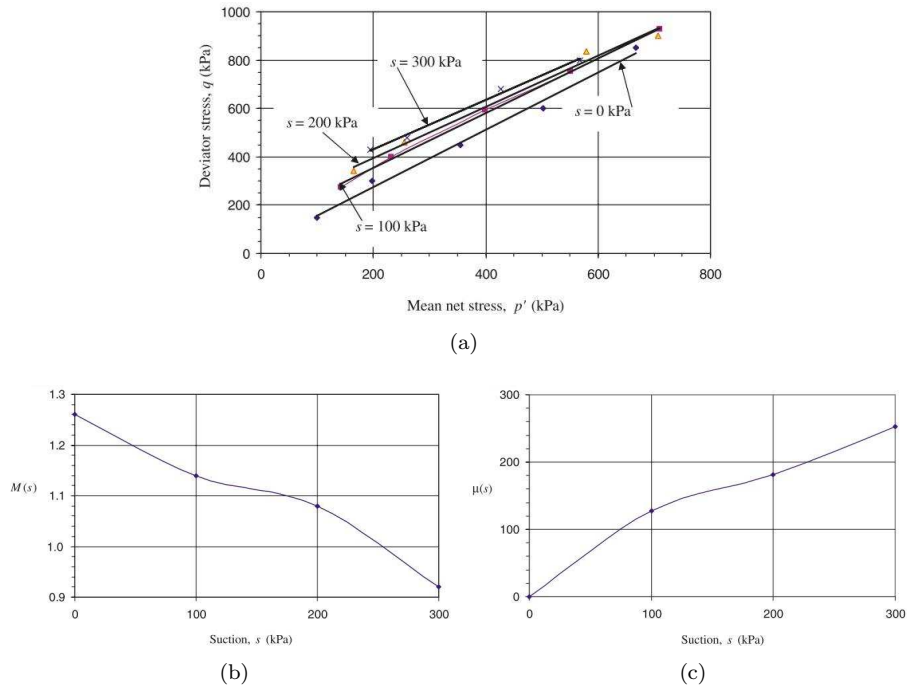 1000
800
600
400
200
0
Deviator stress, q (kPa)
s = 300 kPa
s = 200 kPa
s = 0 kPa
s = 100 kPa
0 200 400 600 800
Mean net stress, p′ (kPa)
(a)
1.3
1.2
1.1
1.0
0.9
M(s)
0 100 200 300
Suction, s (kPa)
(b)
300
200
100
0
μ(s)
0 100 200 300
Suction, s (kPa)
(c)